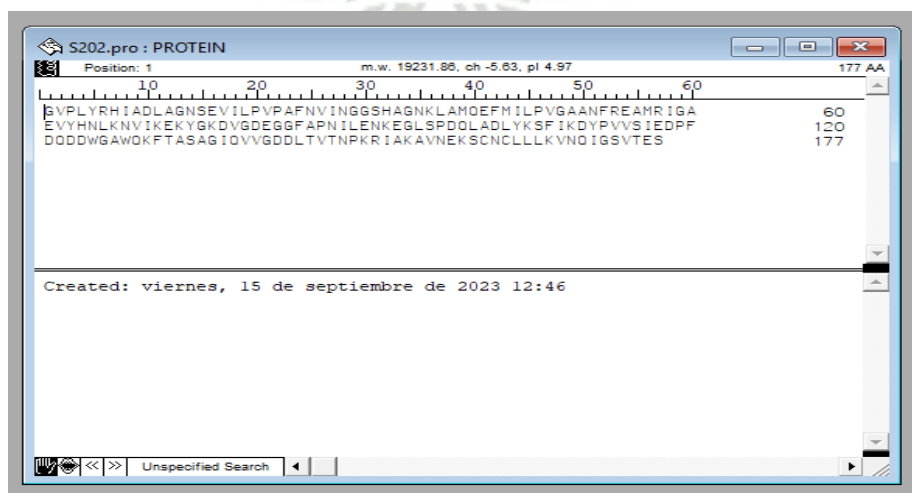 S202.pro : PROTEIN
Position: 1 m.w. 19231.86, ch -5.63, pI 4.97 177 AA
10 20 30 40 50 60
GVPLYRHIADLAGNSEVILPVPAFNVINGGSHAGNKLAMQEFMILPVGAANFREAMRIGA 60
EVYHNLKNVIKEKYGKDVGDEGGFAPNILENKEGLSPDQLADLYKSFIKDYPVVSIEDPF 120
DQDDWGAWQKFTASAGIQVVGDDLTVTNPKRIAKAVNEKSCNCLLLKVNQIGSVTES 177
Created: viernes, 15 de septiembre de 2023 12:46
<< >> Unspecified Search